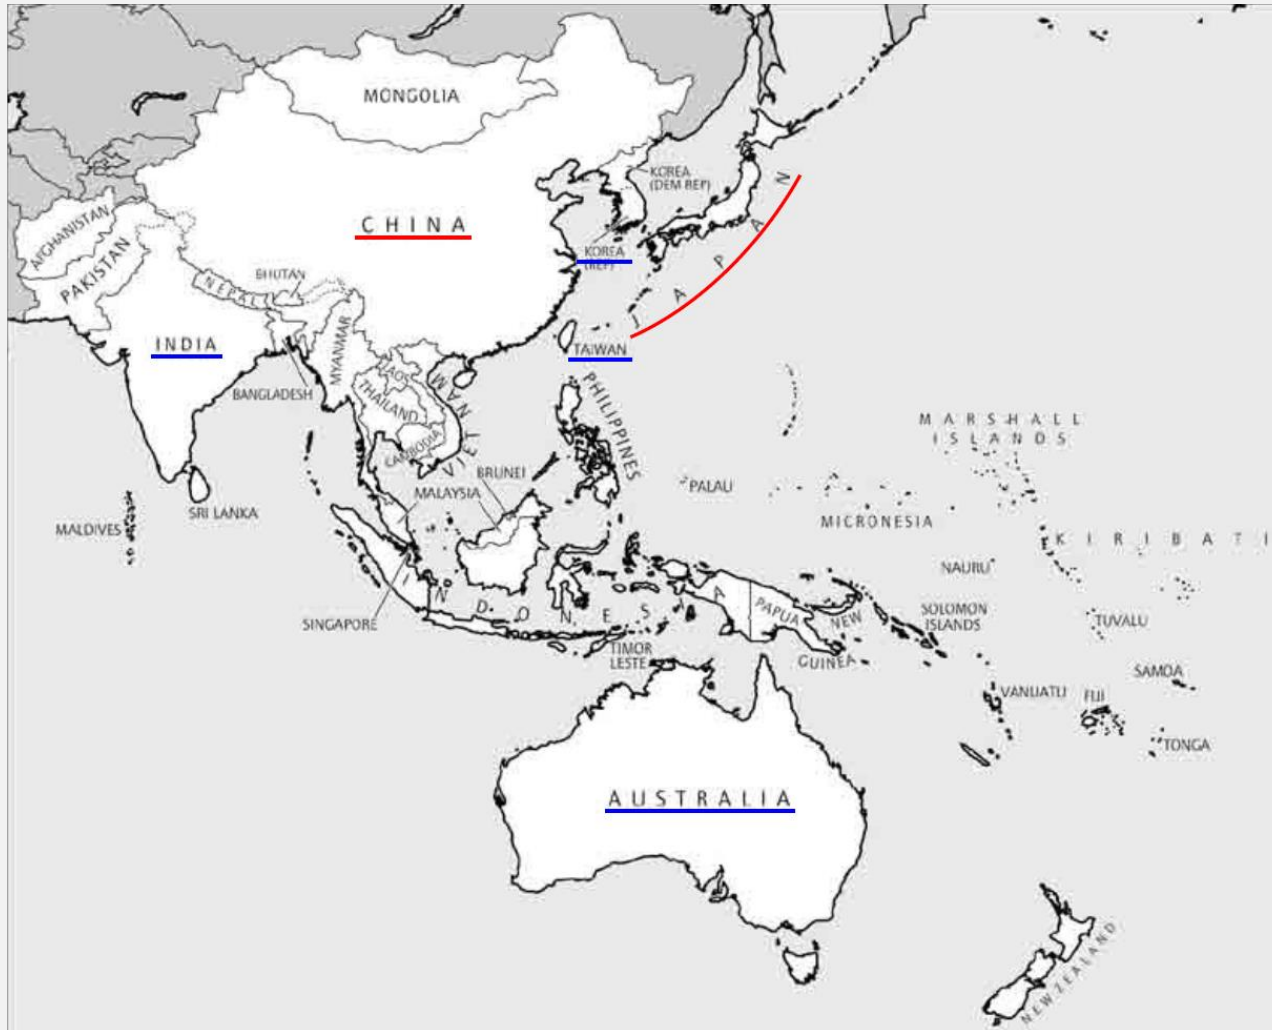 MONGOLIA
KOREA
(DEM REP)
JAPAN
CHINA
AFGHANISTAN
PAKISTAN
KOREA
(REP)
BHUTAN
NEPAL
INDIA
TAIWAN
MYANMAR
LAOS
BANGLADESH
THAILAND
VIET NAM
CAMBODIA
PHILIPPINES
MARSHALL
ISLANDS
BRUNEI
MALAYSIA
PALAU
SRI LANKA
MALDIVES
MICRONESIA
KIRIBATI
NAURU
SINGAPORE
INDONESIA
PAPUA
NEW
GUINEA
SOLOMON
ISLANDS
TUVALU
TIMOR
LESTE
SAMOA
VANUATU
FIJI
TONGA
AUSTRALIA
NEW ZEALAND